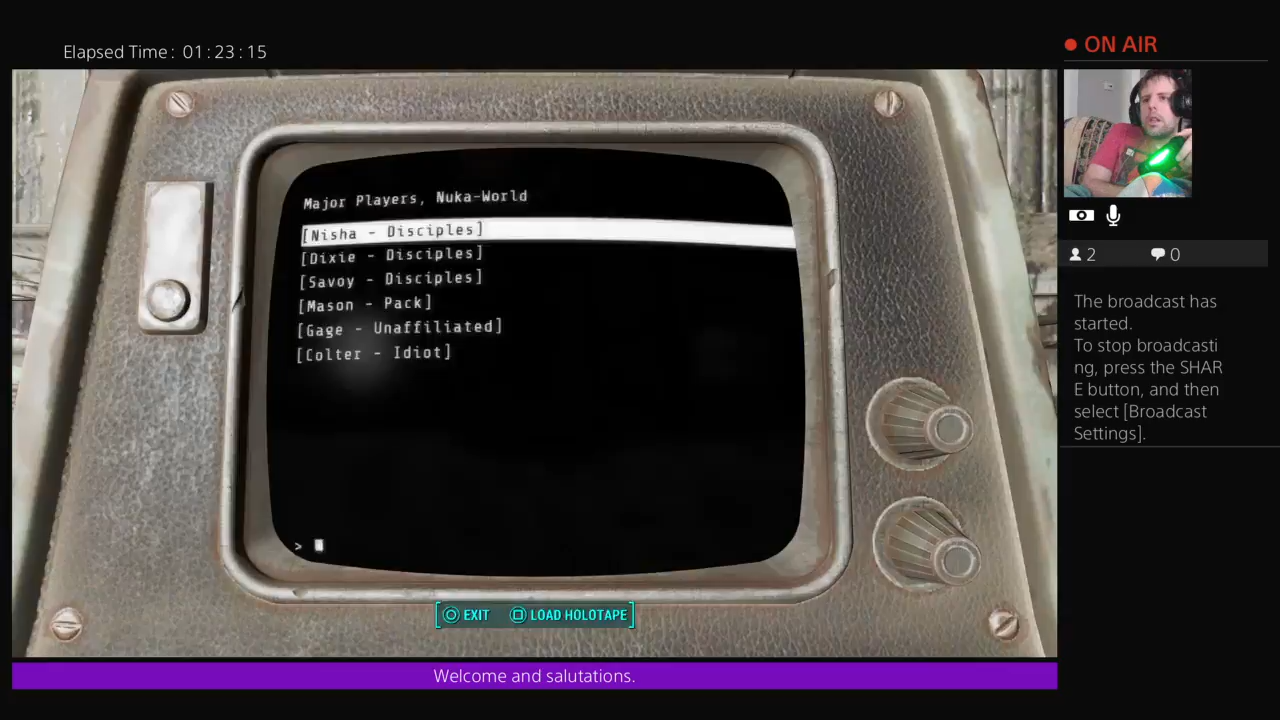 Elapsed Time: 01:23:15
ON AIR
Major Players, Nuka-World
[Nisha - Disciples]
[Dixie - Disciples]
[Savoy - Disciples]
[Mason - Pack]
[Gage - Unaffiliated]
[Colter - Idiot]
>
EXIT LOAD HOLOTAPE
2 0
The broadcast has
started.
To stop broadcasti
ng, press the SHAR
E button, and then
select [Broadcast
Settings].
Welcome and salutations.